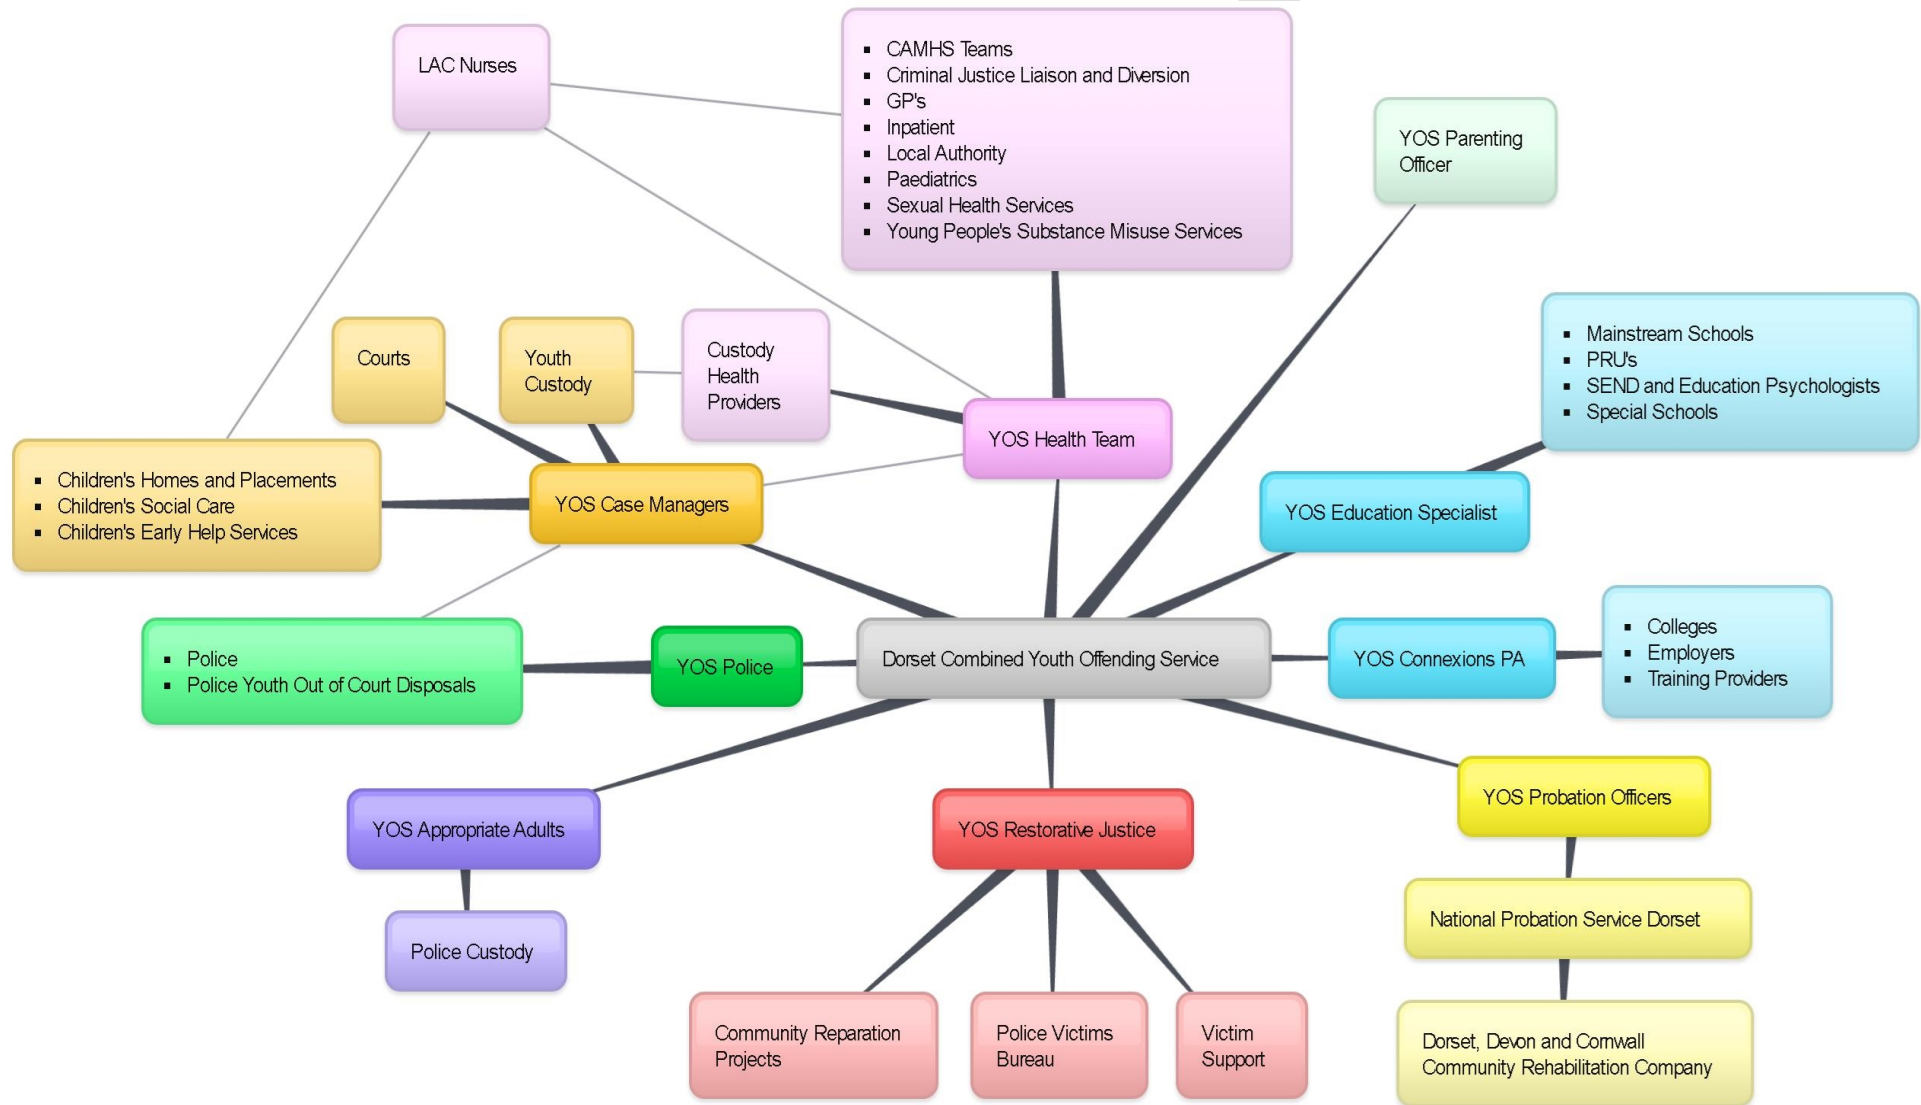 LAC Nurses
▪ CAMHS Teams
▪ Criminal Justice Liaison and Diversion
▪ GP's
▪ Inpatient
▪ Local Authority
▪ Paediatrics
▪ Sexual Health Services
▪ Young People's Substance Misuse Services
YOS Parenting
Officer
Courts
Youth
Custody
Custody
Health
Providers
YOS Health Team
▪ Mainstream Schools
▪ PRU's
▪ SEND and Education Psychologists
▪ Special Schools
▪ Children's Homes and Placements
▪ Children's Social Care
▪ Children's Early Help Services
YOS Case Managers
YOS Education Specialist
▪ Police
▪ Police Youth Out of Court Disposals
YOS Police
Dorset Combined Youth Offending Service
YOS Connexions PA
▪ Colleges
▪ Employers
▪ Training Providers
YOS Appropriate Adults
YOS Restorative Justice
YOS Probation Officers
Police Custody
National Probation Service Dorset
Community Reparation
Projects
Police Victims
Bureau
Victim
Support
Dorset, Devon and Cornwall
Community Rehabilitation Company